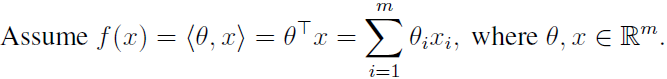 Assume f(x) = ⟨θ, x⟩ = θ⊤x = ∑_{i=1}^{m} θ_i x_i, where θ, x ∈ ℝ^m.